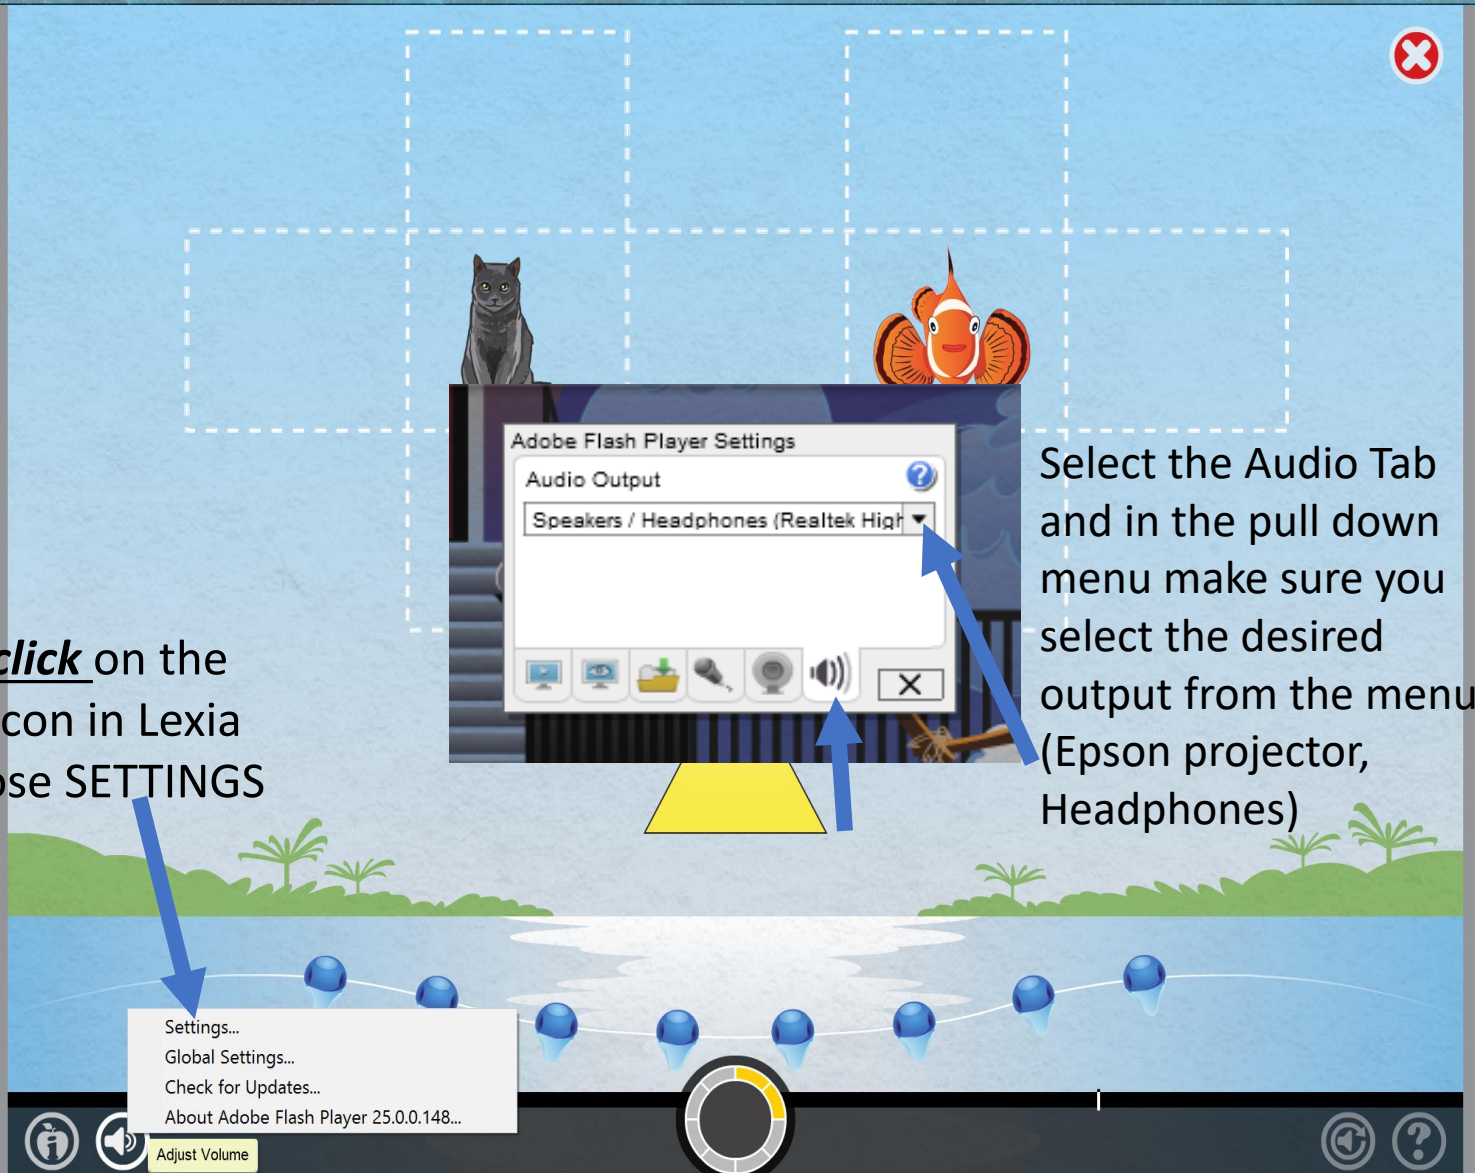 Adobe Flash Player Settings
Audio Output
Speakers / Headphones (Realtek High
Select the Audio Tab
and in the pull down
menu make sure you
select the desired
output from the menu
(Epson projector,
Headphones)
click on the
con in Lexia
ose SETTINGS
Settings...
Global Settings...
Check for Updates...
About Adobe Flash Player 25.0.0.148...
Adjust Volume